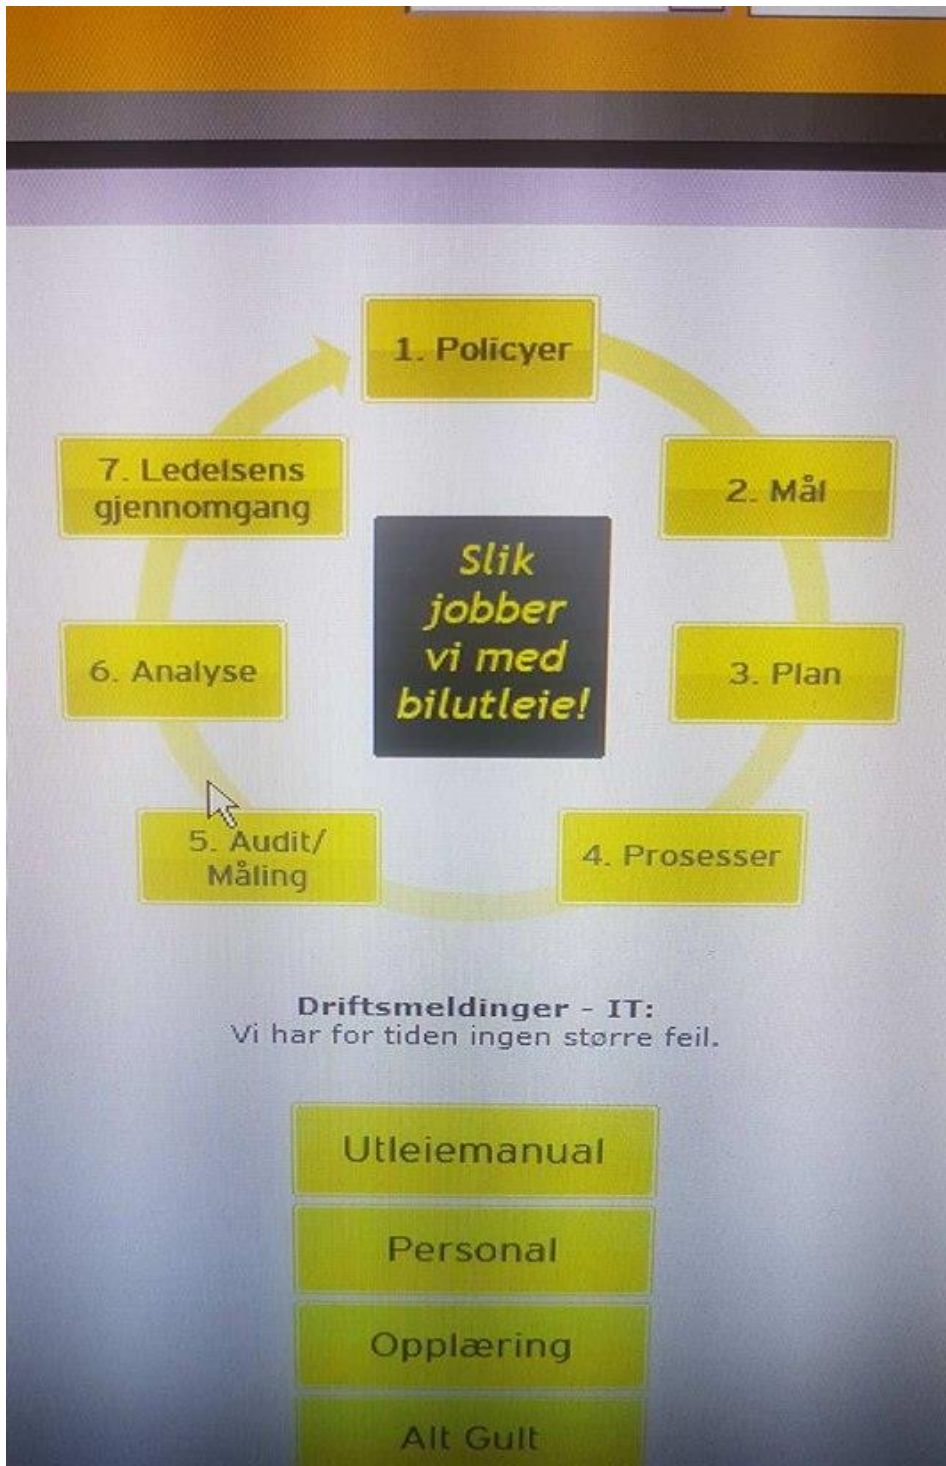 1. Policyer
2. Mål
3. Plan
4. Prosesser
5. Audit/
Måling
6. Analyse
7. Ledelsens
gjennomgang
Slik
jobber
vi med
bilutleie!
Driftsmeldinger - IT:
Vi har for tiden ingen større feil.
Utleiemanual
Personal
Opplæring
Alt Gult